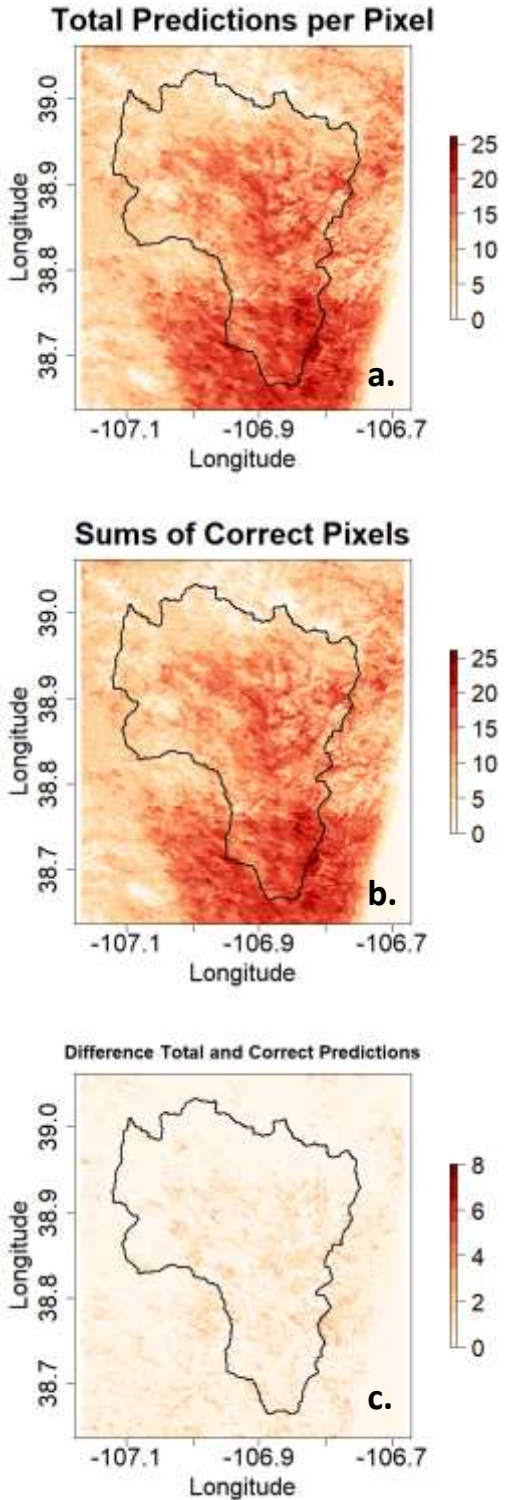 Total Predictions per Pixel
Longitude
39.0
38.9
38.8
38.7
25
20
15
10
5
0
a.
-107.1 -106.9 -106.7
Longitude
Sums of Correct Pixels
Longitude
39.0
38.9
38.8
38.7
25
20
15
10
5
0
b.
-107.1 -106.9 -106.7
Longitude
Difference Total and Correct Predictions
Longitude
39.0
38.9
38.8
38.7
8
6
4
2
0
c.
-107.1 -106.9 -106.7
Longitude